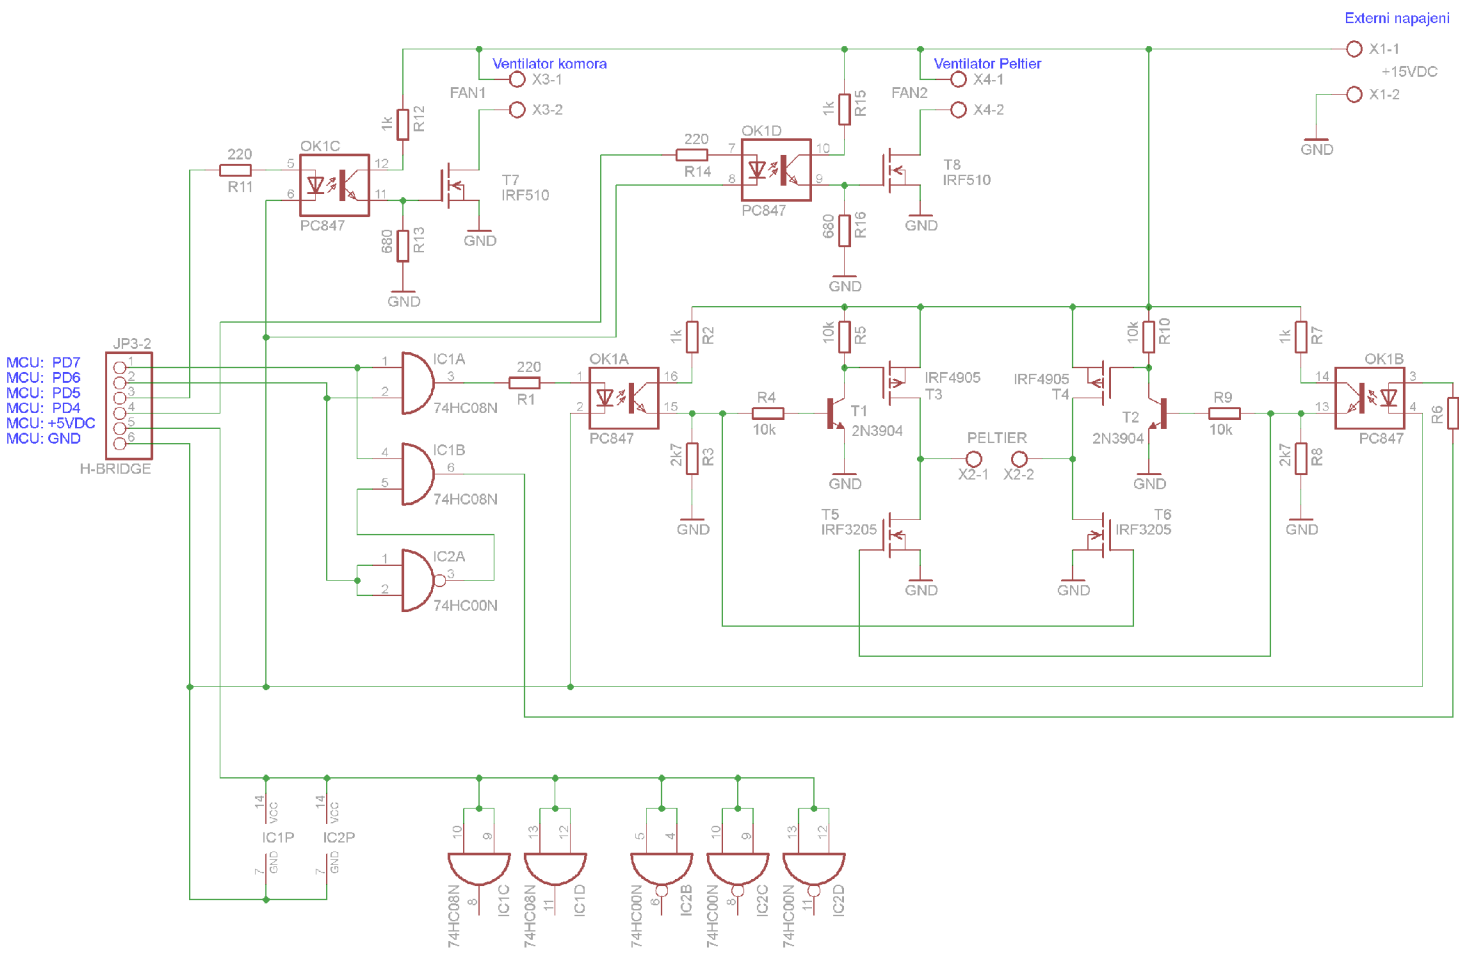 Externi napajeni
X1-1
+15VDC
X1-2
GND
Ventilator komora
X3-1
FAN1
X3-2
1k
R12
OK1C
220
R11
5
6
12
11
PC847
T7
IRF510
GND
680
R13
GND
Ventilator Peltier
X4-1
FAN2
X4-2
1k
R15
OK1D
220
R14
7
8
10
9
PC847
T8
IRF510
GND
680
R16
GND
JP3-2
MCU: PD7
MCU: PD6
MCU: PD5
MCU: PD4
MCU: +5VDC
MCU: GND
1
2
3
4
5
6
H-BRIDGE
IC1A
1
2
3
74HC08N
IC1B
4
5
6
74HC08N
IC2A
1
2
3
74HC00N
220
R1
OK1A
1
2
16
15
PC847
1k
R2
2k7
R3
GND
R4
10k
10k
R5
T1
2N3904
GND
IRF4905
T3
IRF4905
T4
10k
R10
T2
2N3904
GND
R9
10k
1k
R7
OK1B
14
13
3
4
PC847
R6
2k7
R8
GND
PELTIER
X2-1
X2-2
T5
IRF3205
GND
T6
IRF3205
GND
14
VCC
IC1P
7
GND
14
VCC
IC2P
7
GND
10
9
8
74HC08N
IC1C
13
12
11
74HC08N
IC1D
5
4
6
74HC00N
IC2B
10
9
8
74HC00N
IC2C
13
12
11
74HC00N
IC2D